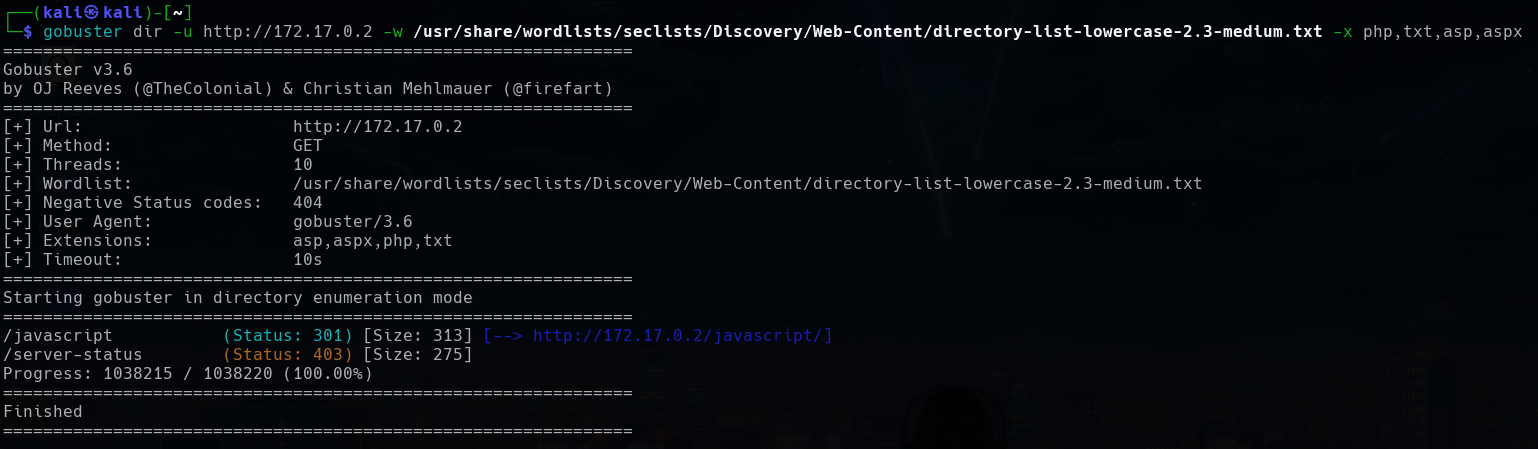 ┌──(kali㉿kali)-[~]
└─$ gobuster dir -u http://172.17.0.2 -w /usr/share/wordlists/seclists/Discovery/Web-Content/directory-list-lowercase-2.3-medium.txt -x php,txt,asp,aspx
===============================================================
Gobuster v3.6
by OJ Reeves (@TheColonial) & Christian Mehlmauer (@firefart)
===============================================================
[+] Url:                     http://172.17.0.2
[+] Method:                  GET
[+] Threads:                 10
[+] Wordlist:                /usr/share/wordlists/seclists/Discovery/Web-Content/directory-list-lowercase-2.3-medium.txt
[+] Negative Status codes:   404
[+] User Agent:              gobuster/3.6
[+] Extensions:              asp,aspx,php,txt
[+] Timeout:                 10s
===============================================================
Starting gobuster in directory enumeration mode
===============================================================
/javascript           (Status: 301) [Size: 313] [--> http://172.17.0.2/javascript/]
/server-status        (Status: 403) [Size: 275]
Progress: 1038215 / 1038220 (100.00%)
===============================================================
Finished
===============================================================